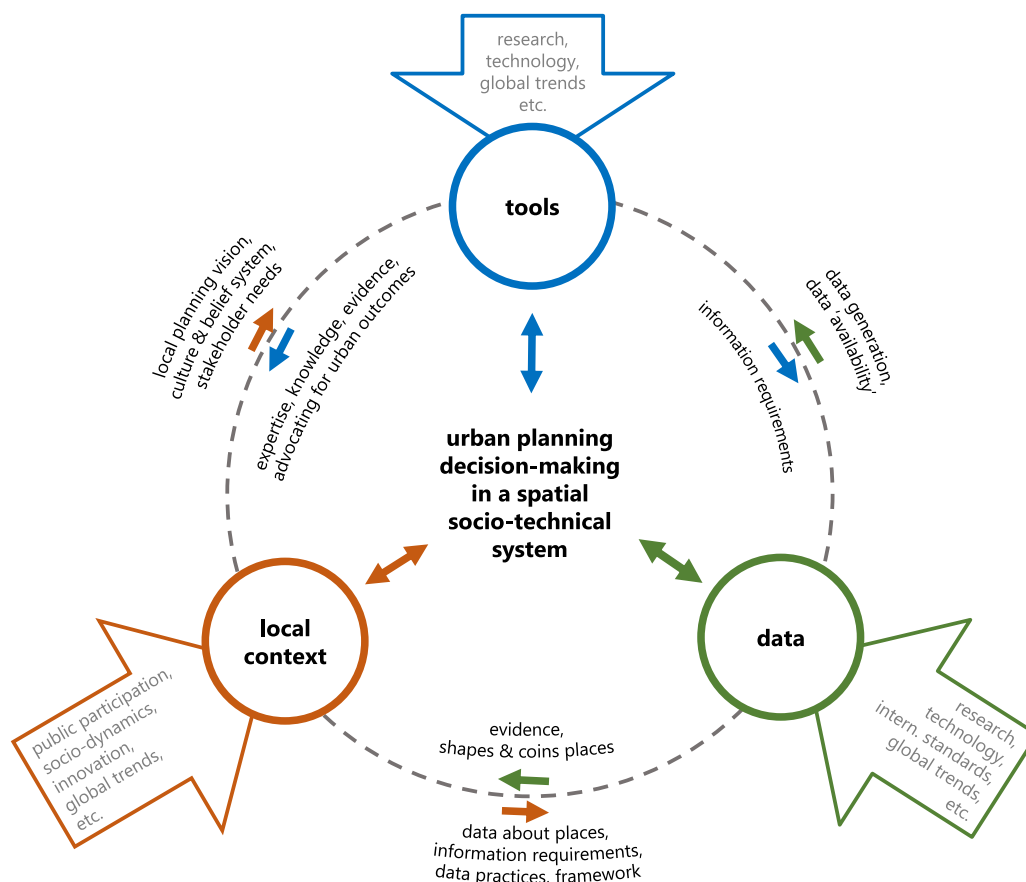 research,
technology,
global trends
etc.
tools
local planning vision,
culture & belief system,
stakeholder needs
expertise, knowledge, evidence,
advocating for urban outcomes
data generation,
data 'availability'
information requirements
urban planning
decision-making
in a spatial
socio-technical
system
local
context
data
public participation,
socio-dynamics,
innovation,
global trends,
etc.
research,
technology,
intern. standards,
global trends,
etc.
evidence,
shapes & coins places
data about places,
information requirements,
data practices, framework